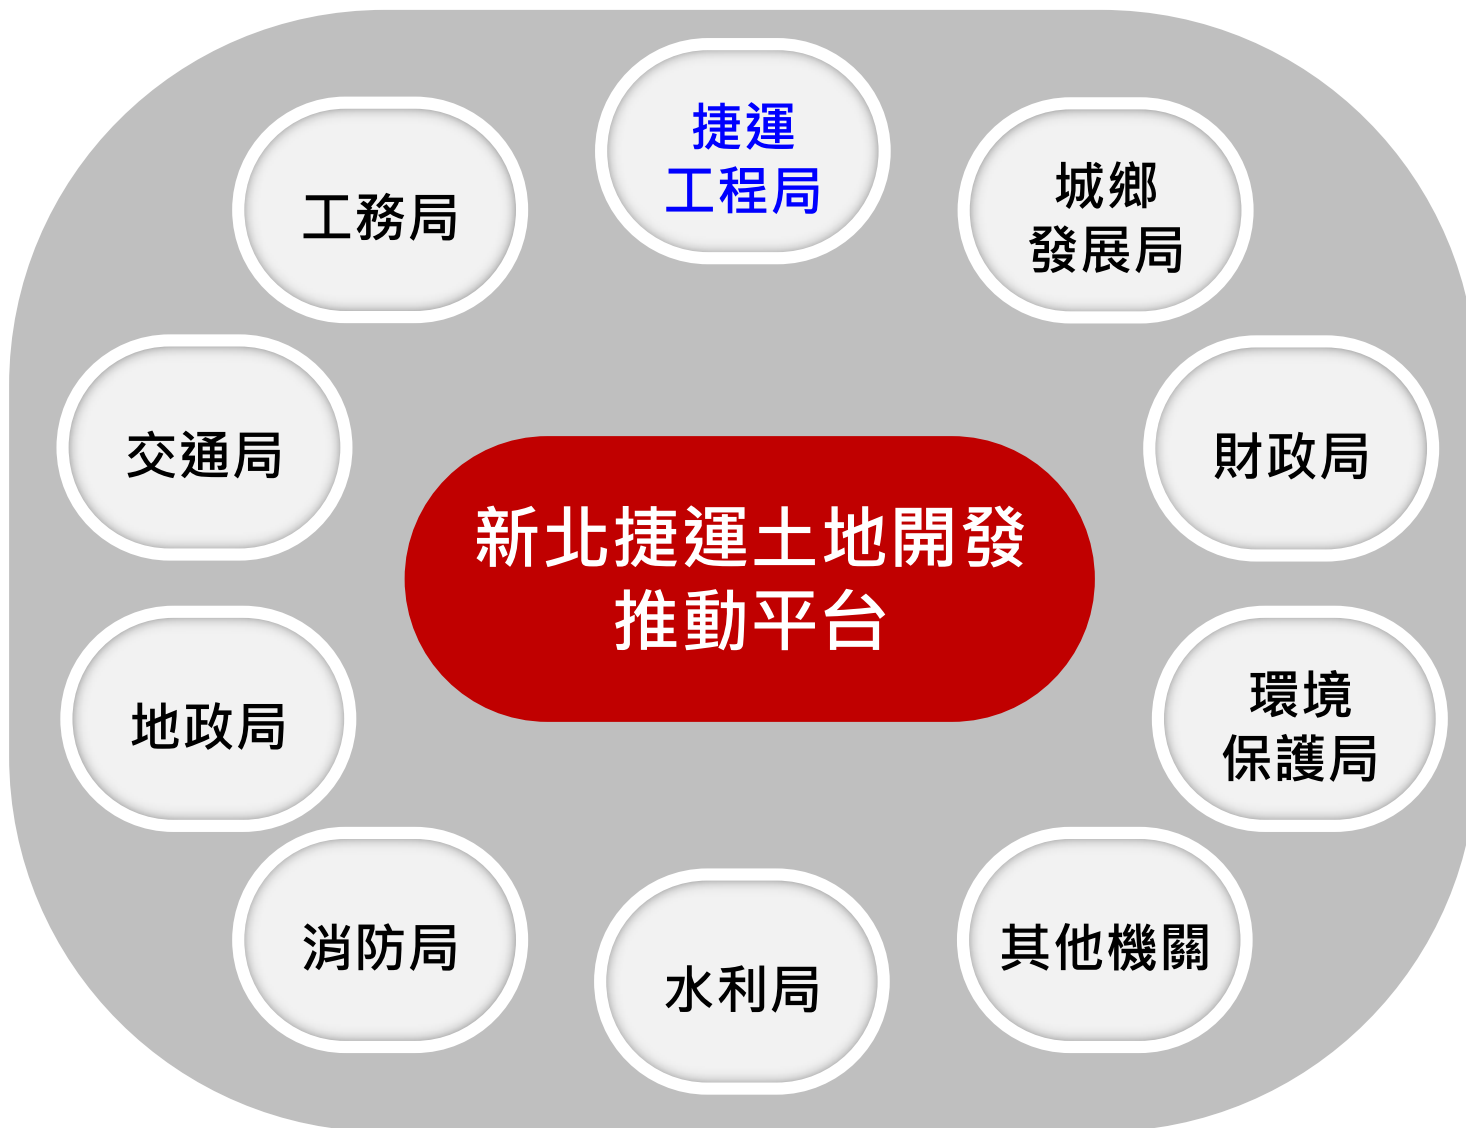 捷運
工程局
工務局
城鄉
發展局
交通局
財政局
新北捷運土地開發
推動平台
地政局
環境
保護局
消防局
水利局
其他機關